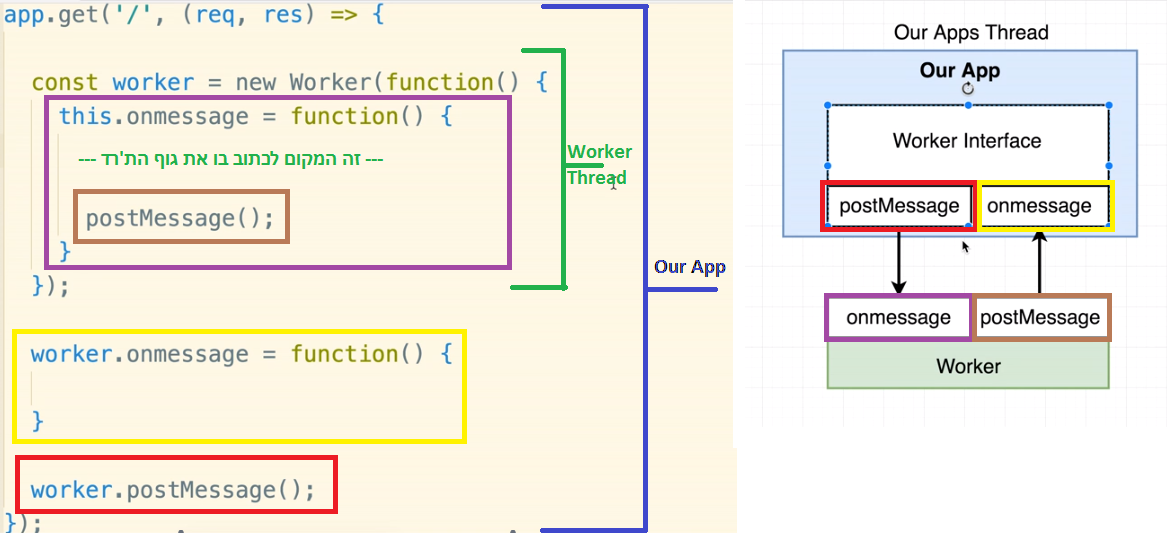 app.get('/', (req, res) => {
const worker = new Worker(function() {
this.onmessage = function() {
--- זה המקום לכתוב בו את גוף הת'רד ---
postMessage();
}
});
worker.onmessage = function() {
}
worker.postMessage();
});
Worker
Thread
Our App
Our Apps Thread
Our App
Worker Interface
postMessage onmessage
onmessage postMessage
Worker